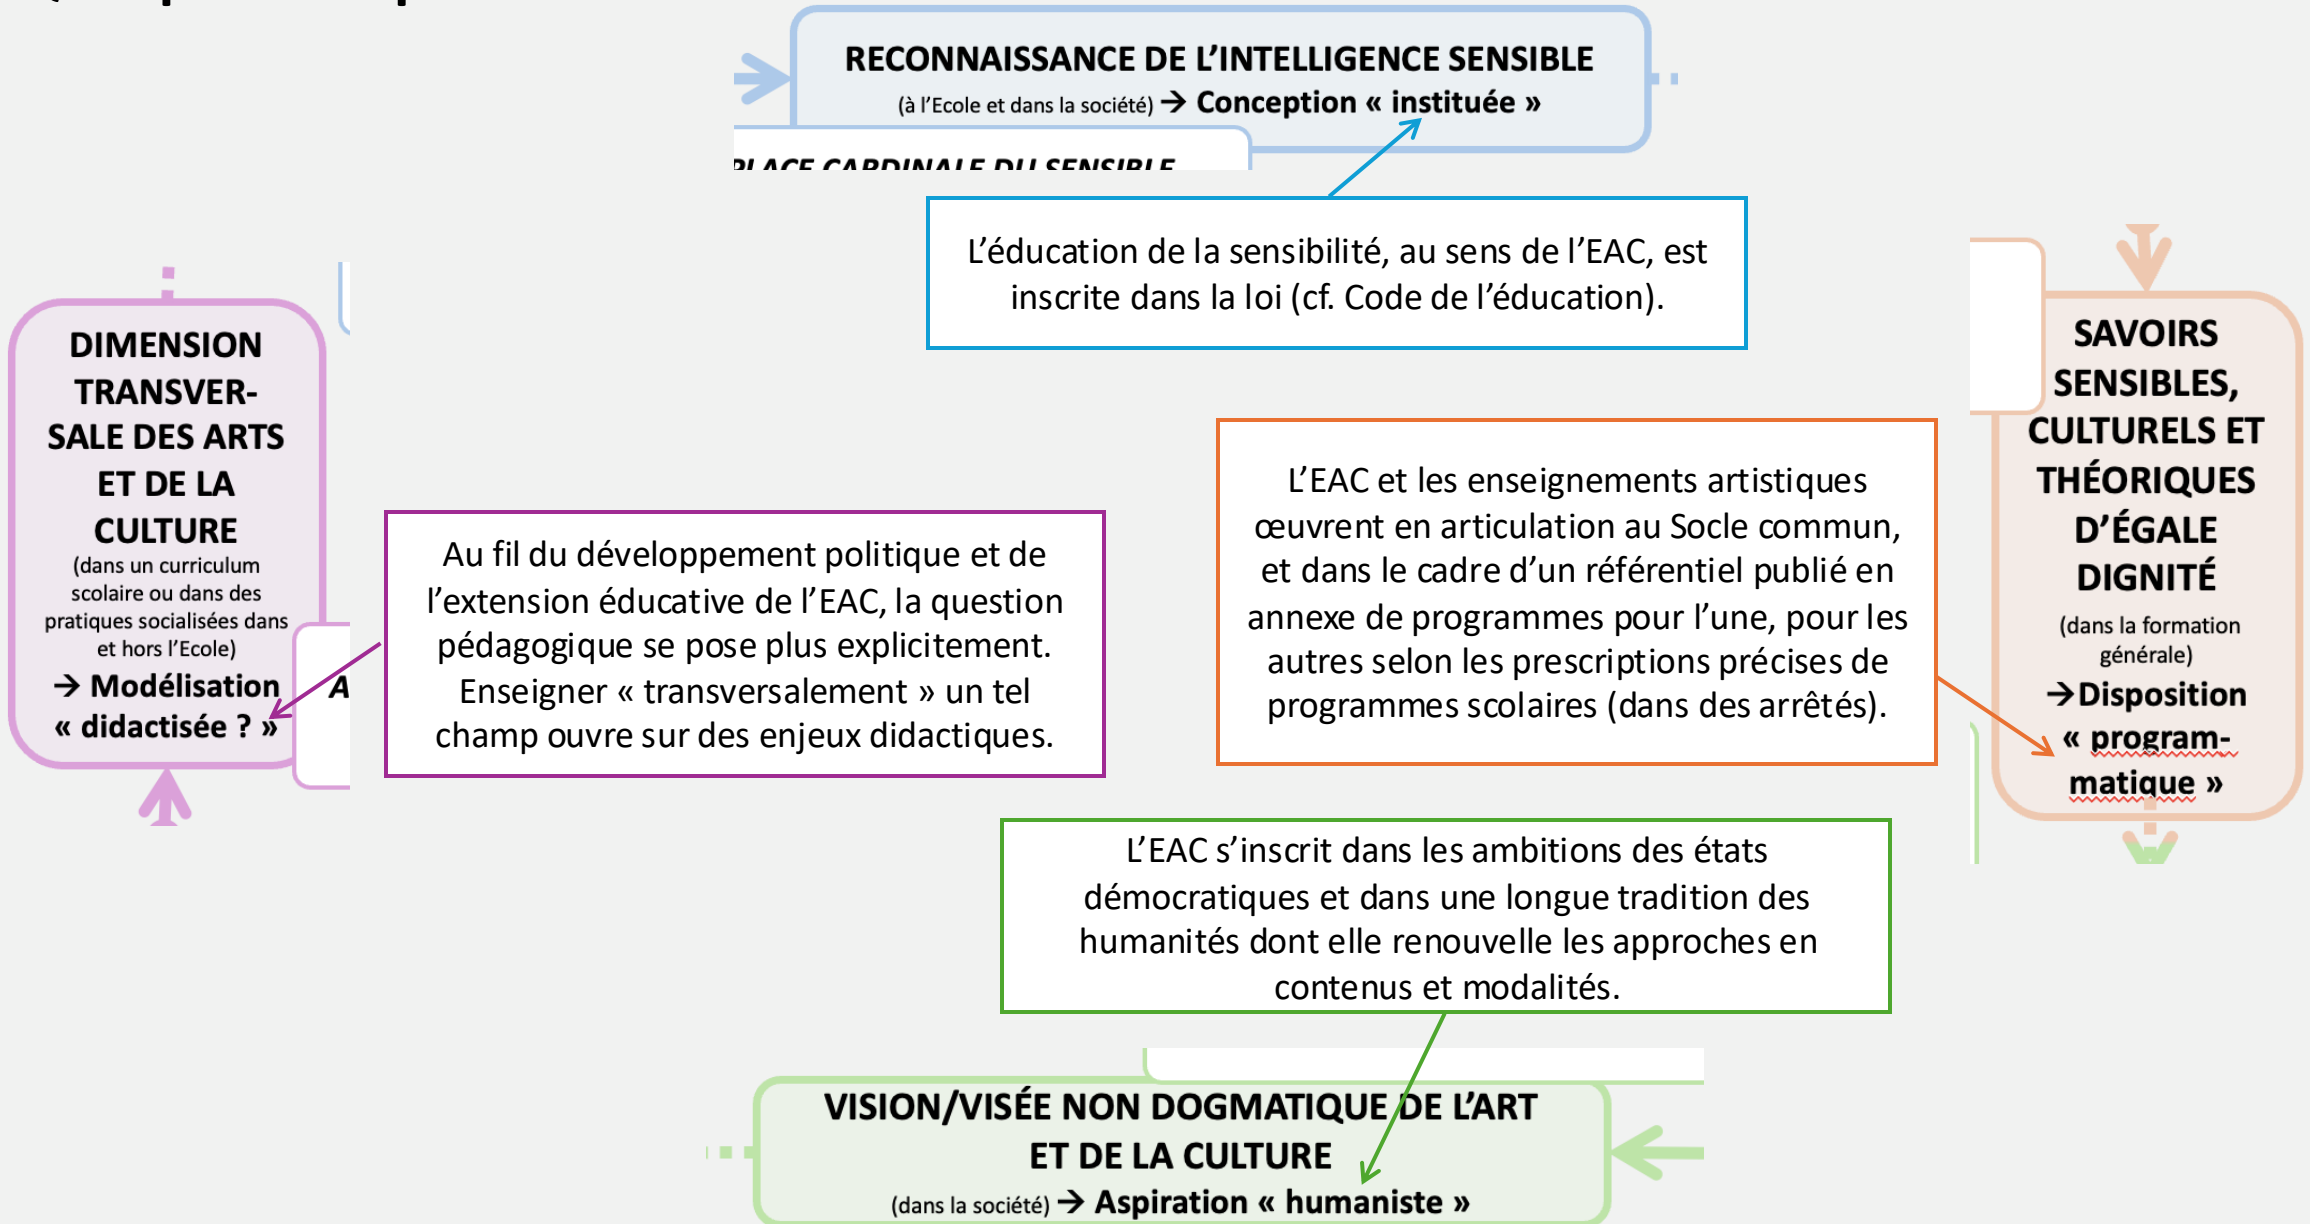 RECONNAISSANCE DE L’INTELLIGENCE SENSIBLE
(à l’Ecole et dans la société) → Conception « instituée »
PLACE CARDINALE DU SENSIBLE
L’éducation de la sensibilité, au sens de l’EAC, est
inscrite dans la loi (cf. Code de l’éducation).
DIMENSION
TRANSVER-
SALE DES ARTS
ET DE LA
CULTURE
(dans un curriculum
scolaire ou dans des
pratiques socialisées dans
et hors l’Ecole)
→ Modélisation
« didactisée ? »
A
Au fil du développement politique et de
l’extension éducative de l’EAC, la question
pédagogique se pose plus explicitement.
Enseigner « transversalement » un tel
champ ouvre sur des enjeux didactiques.
L’EAC et les enseignements artistiques
œuvrent en articulation au Socle commun,
et dans le cadre d’un référentiel publié en
annexe de programmes pour l’une, pour les
autres selon les prescriptions précises de
programmes scolaires (dans des arrêtés).
SAVOIRS
SENSIBLES,
CULTURELS ET
THÉORIQUES
D’ÉGALE
DIGNITÉ
(dans la formation
générale)
→Disposition
« program-
matique »
L’EAC s’inscrit dans les ambitions des états
démocratiques et dans une longue tradition des
humanités dont elle renouvelle les approches en
contenus et modalités.
VISION/VISÉE NON DOGMATIQUE DE L’ART
ET DE LA CULTURE
(dans la société) → Aspiration « humaniste »